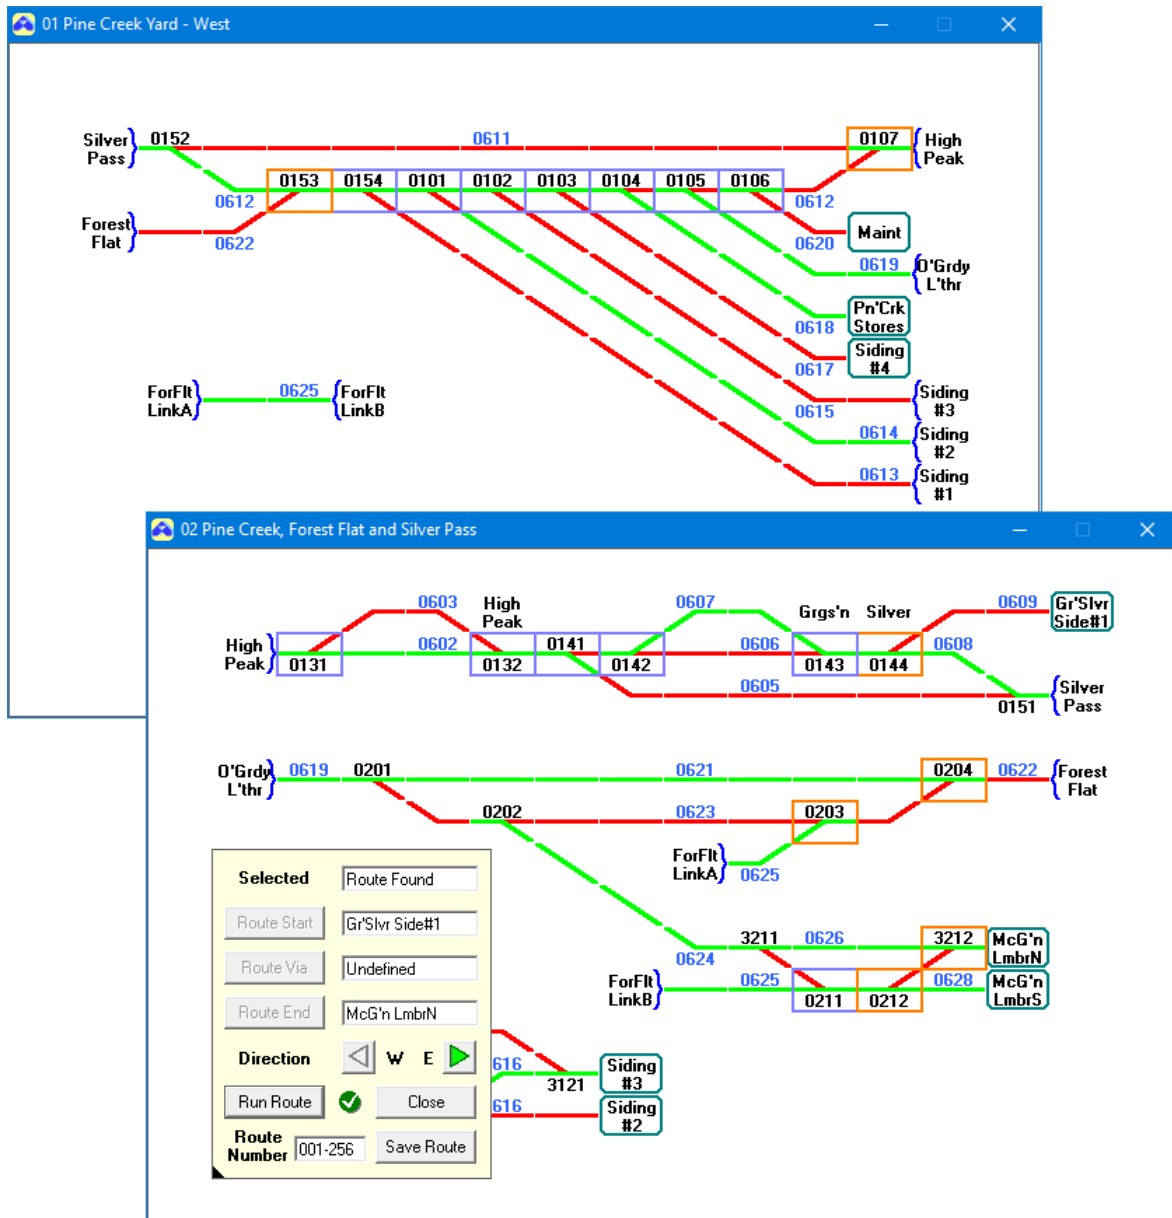 01 Pine Creek Yard - West
Silver Pass
0152
0611
0107
High Peak
0153
0154
0101
0102
0103
0104
0105
0106
0612
0612
Forest Flat
0622
0620
Maint
0619
O'Grdy L'thr
0618
Pn'Crk Stores
0617
Siding #4
ForFlt LinkA
0625
ForFlt LinkB
0615
Siding #3
0614
Siding #2
0613
Siding #1
02 Pine Creek, Forest Flat and Silver Pass
0603
High Peak
0607
Grgs'n
Silver
0609
Gr'Slvr Side#1
High Peak
0131
0602
0132
0141
0142
0606
0143
0144
0608
0605
0151
Silver Pass
O'Grdy L'thr
0619
0201
0621
0204
0622
Forest Flat
0202
0623
0203
ForFlt LinkA
0625
3211
0626
3212
McG'n LmbrN
0624
ForFlt LinkB
0625
0211
0212
0628
McG'n LmbrS
Selected
Route Found
Route Start
Gr'Slvr Side#1
Route Via
Undefined
Route End
McG'n LmbrN
Direction
W E
Run Route
Close
Route Number
001-256
Save Route
616
3121
Siding #3
616
Siding #2